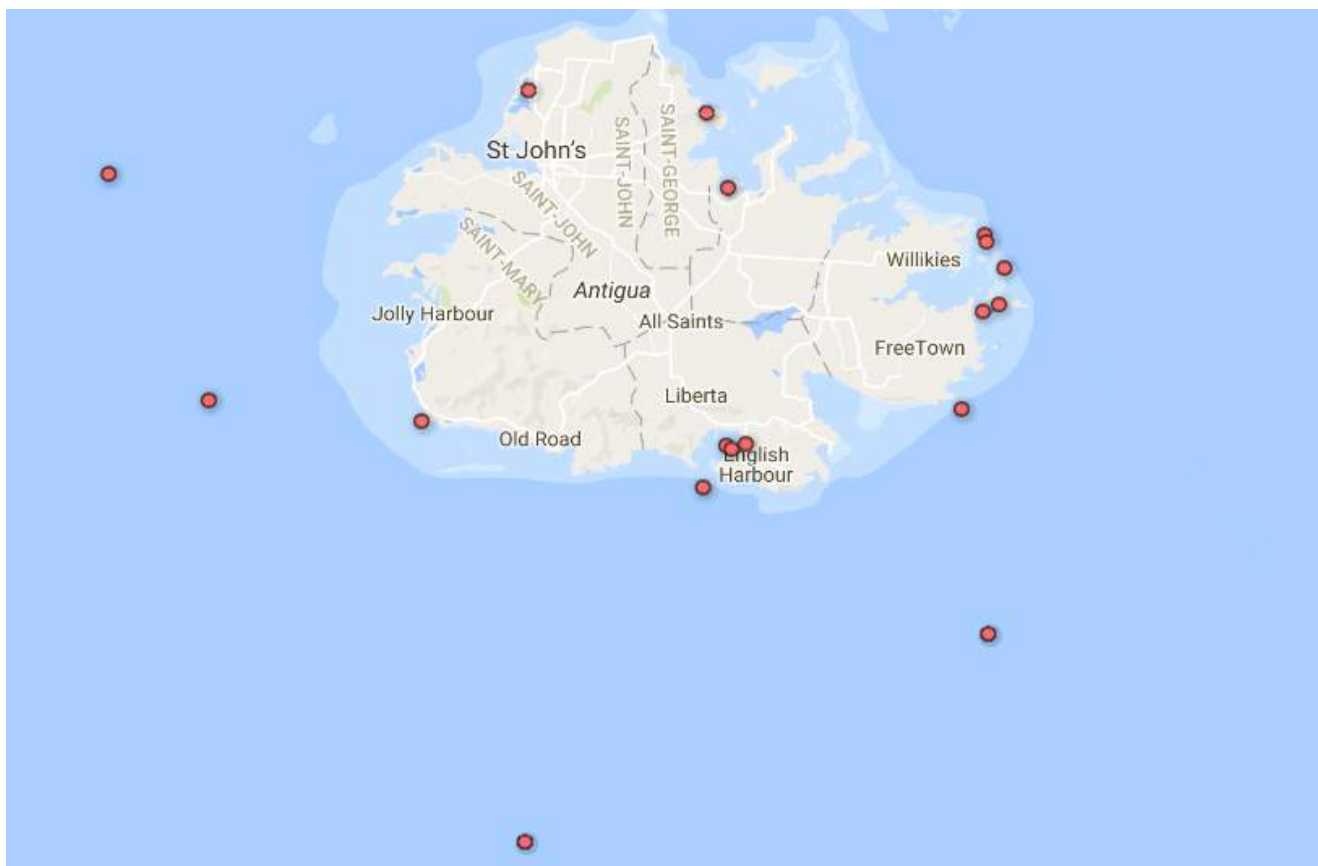 St John's
SAINT-JOHN
SAINT-GEORGE
SAINT-JOHN
SAINT-MARY
Willikies
Antigua
Jolly Harbour
All Saints
FreeTown
Liberta
Old Road
English
Harbour